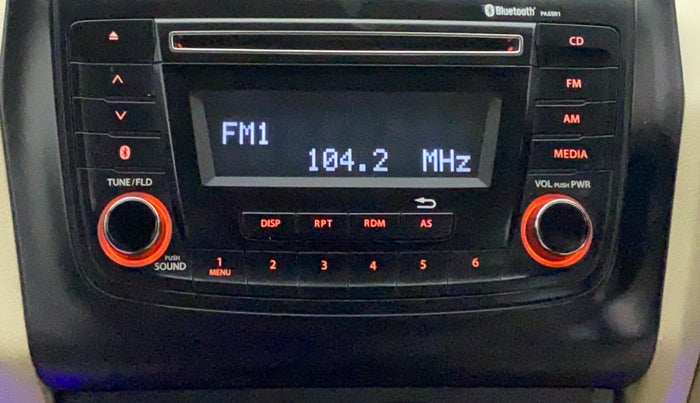 Bluetooth PASSR1
CD
FM
FM1
104.2 MHz
AM
MEDIA
TUNE/FLD
VOL PUSH PWR
DISP RPT RDM AS
PUSH SOUND
1 MENU 2 3 4 5 6